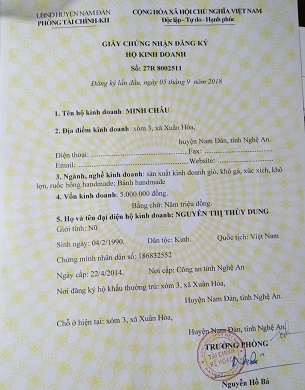 UBND HUYỆN NAM ĐÀN
PHÒNG TÀI CHÍNH-KH
CỘNG HÒA XÃ HỘI CHỦ NGHĨA VIỆT NAM
Độc lập - Tự do - Hạnh phúc
GIẤY CHỨNG NHẬN ĐĂNG KÝ
HỘ KINH DOANH
Số: 27R 8002511
Đăng ký lần đầu, ngày 05 tháng 9 năm 2018
1. Tên hộ kinh doanh: MINH CHÂU
2. Địa điểm kinh doanh: xóm 3, xã Xuân Hòa,
huyện Nam Đàn, tỉnh Nghệ An.
Điện thoại: Fax:
Email: Website:
3. Ngành, nghề kinh doanh: sản xuất kinh doanh giò, khô gà, xúc xích, khô
lợn, ruốc bông handmade; Bánh handmade
4. Vốn kinh doanh: 5.000.000 đồng.
Bằng chữ: Năm triệu đồng.
5. Họ và tên đại diện hộ kinh doanh: NGUYỄN THỊ THÙY DUNG
Giới tính: Nữ
Sinh ngày: 04/2/1990. Dân tộc: Kinh. Quốc tịch: Việt Nam
Chứng minh nhân dân số: 186832552
Ngày cấp: 22/4/2014. Nơi cấp: Công an tỉnh Nghệ An
Nơi đăng ký hộ khẩu thường trú: xóm 3, xã Xuân Hòa,
Huyện Nam Đàn, tỉnh Nghệ An.
Chỗ ở hiện tại: xóm 3, xã Xuân Hòa,
Huyện Nam Đàn, tỉnh Nghệ An
TRƯỞNG PHÒNG
TÀI CHÍNH
KẾ HOẠCH
Nguyễn Hồ Bá